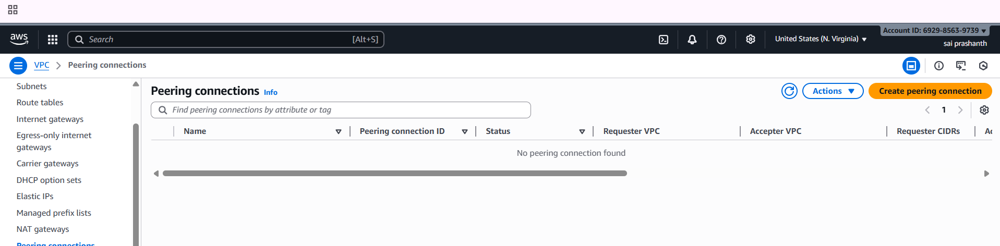 aws
Search [Alt+S]
United States (N. Virginia)
Account ID: 6929-8563-9739
sai prashanth
VPC Peering connections
Subnets
Route tables
Internet gateways
Egress-only internet
gateways
Carrier gateways
DHCP option sets
Elastic IPs
Managed prefix lists
NAT gateways
Peering connections
Peering connections Info
Actions
Create peering connection
Find peering connections by attribute or tag
1
Name Peering connection ID Status Requester VPC Accepter VPC Requester CIDRs
No peering connection found